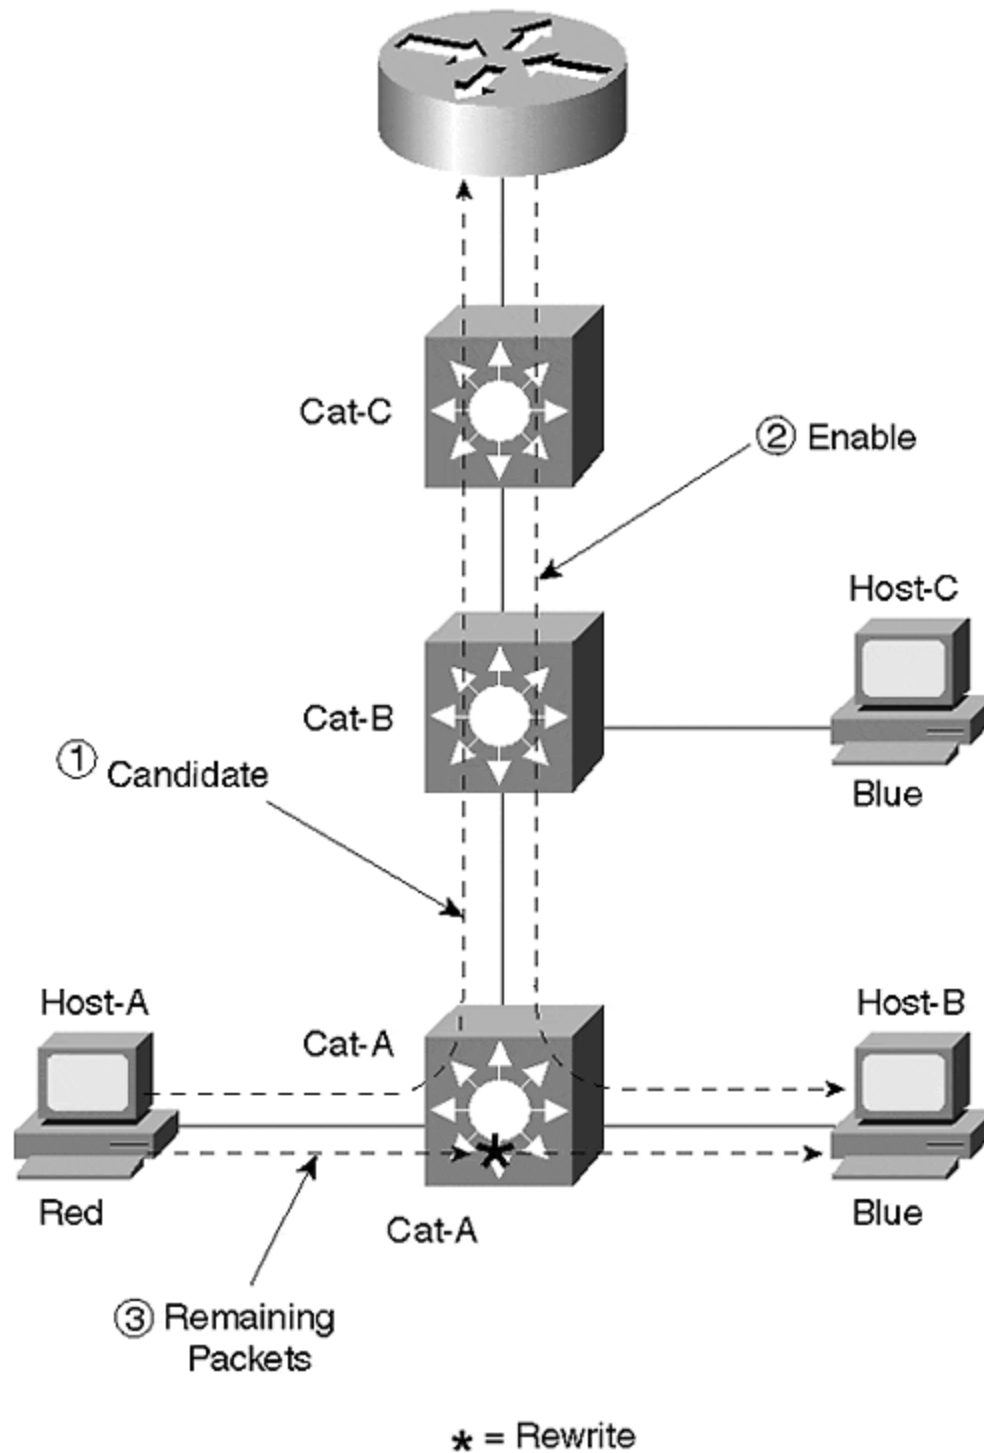 Cat-C
② Enable
Host-C
Cat-B
① Candidate
Blue
Host-A
Cat-A
Host-B
Red
Cat-A
Blue
③ Remaining
Packets
* = Rewrite